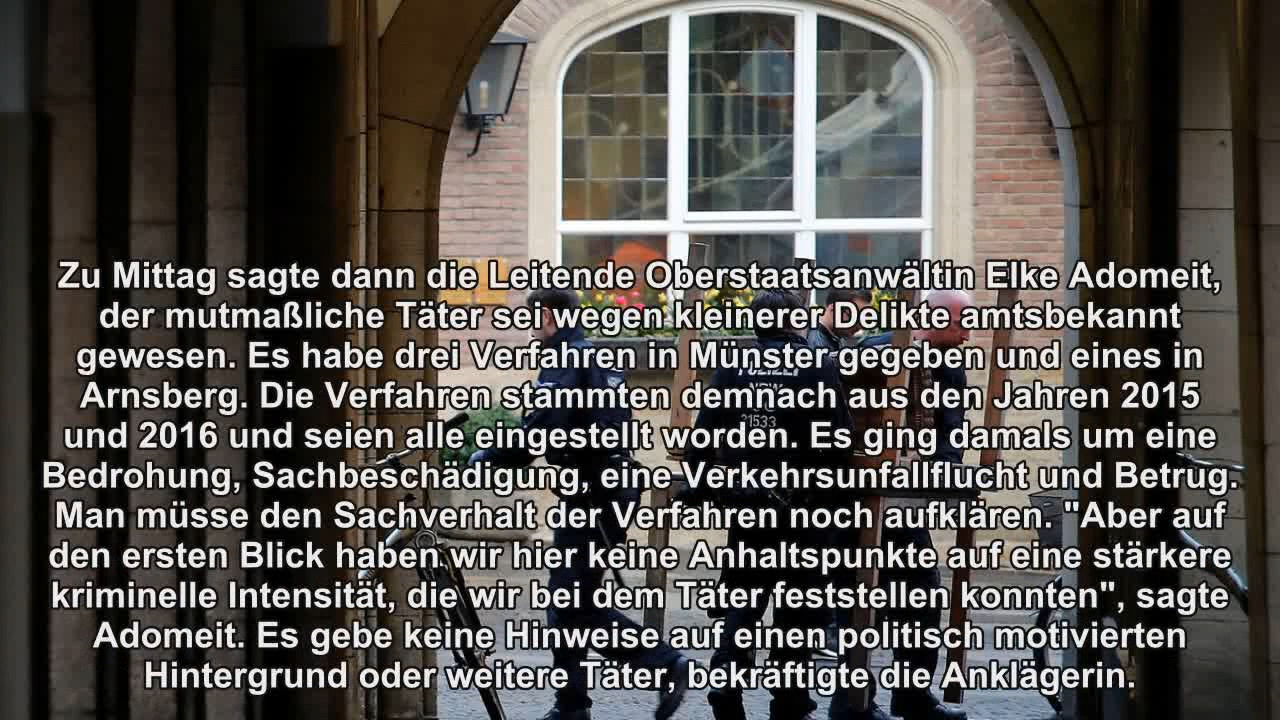 Zu Mittag sagte dann die Leitende Oberstaatsanwältin Elke Adomeit,
der mutmaßliche Täter sei wegen kleinerer Delikte amtsbekannt
gewesen. Es habe drei Verfahren in Münster gegeben und eines in
Arnsberg. Die Verfahren stammten demnach aus den Jahren 2015
und 2016 und seien alle eingestellt worden. Es ging damals um eine
Bedrohung, Sachbeschädigung, eine Verkehrsunfallflucht und Betrug.
Man müsse den Sachverhalt der Verfahren noch aufklären. "Aber auf
den ersten Blick haben wir hier keine Anhaltspunkte auf eine stärkere
kriminelle Intensität, die wir bei dem Täter feststellen konnten", sagte
Adomeit. Es gebe keine Hinweise auf einen politisch motivierten
Hintergrund oder weitere Täter, bekräftigte die Anklägerin.
POLIZEI
NRW
21533